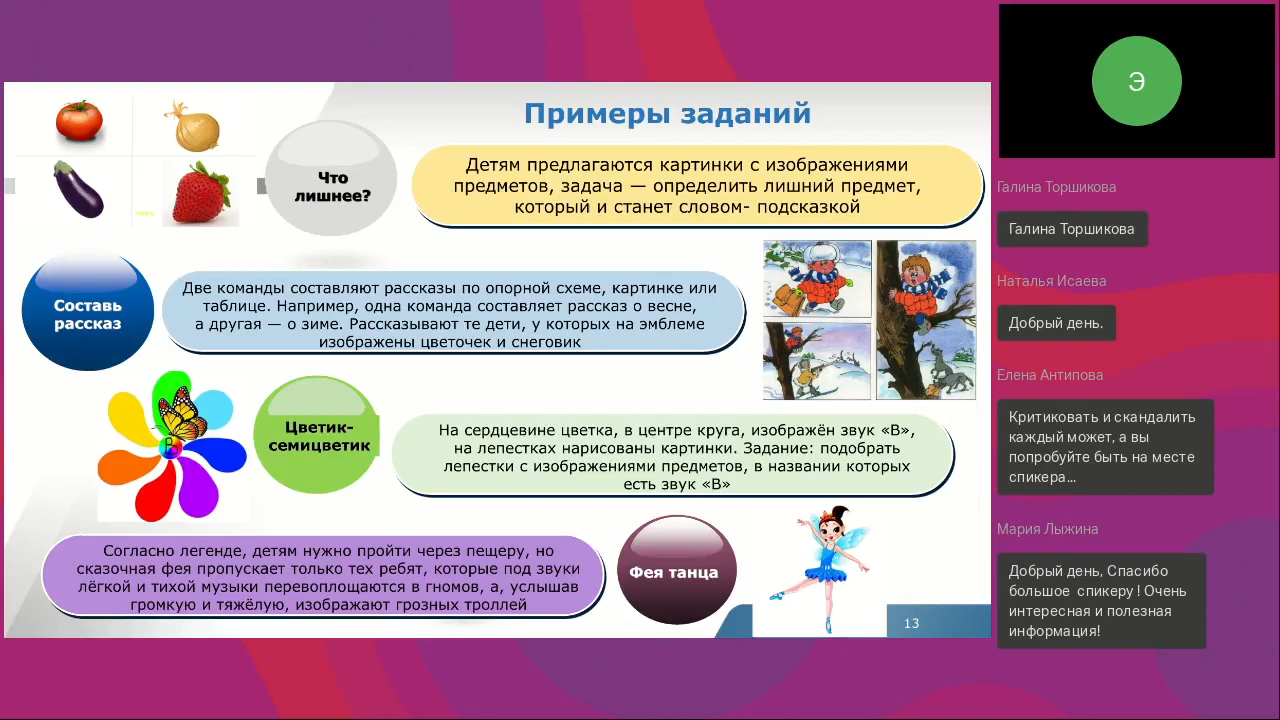 Примеры заданий
Что
лишнее?
Детям предлагаются картинки с изображениями
предметов, задача — определить лишний предмет,
который и станет словом- подсказкой
Составь
рассказ
Две команды составляют рассказы по опорной схеме, картинке или
таблице. Например, одна команда составляет рассказ о весне,
а другая — о зиме. Рассказывают те дети, у которых на эмблеме
изображены цветочек и снеговик
В
Цветик-
семицветик
На сердцевине цветка, в центре круга, изображён звук «В»,
на лепестках нарисованы картинки. Задание: подобрать
лепестки с изображениями предметов, в названии которых
есть звук «В»
Согласно легенде, детям нужно пройти через пещеру, но
сказочная фея пропускает только тех ребят, которые под звуки
лёгкой и тихой музыки перевоплощаются в гномов, а, услышав
громкую и тяжёлую, изображают грозных троллей
Фея танца
13
Э
Галина Торшикова
Галина Торшикова
Наталья Исаева
Добрый день.
Елена Антипова
Критиковать и скандалить
каждый может, а вы
попробуйте быть на месте
спикера...
Мария Лыжина
Добрый день, Спасибо
большое спикеру ! Очень
интересная и полезная
информация!